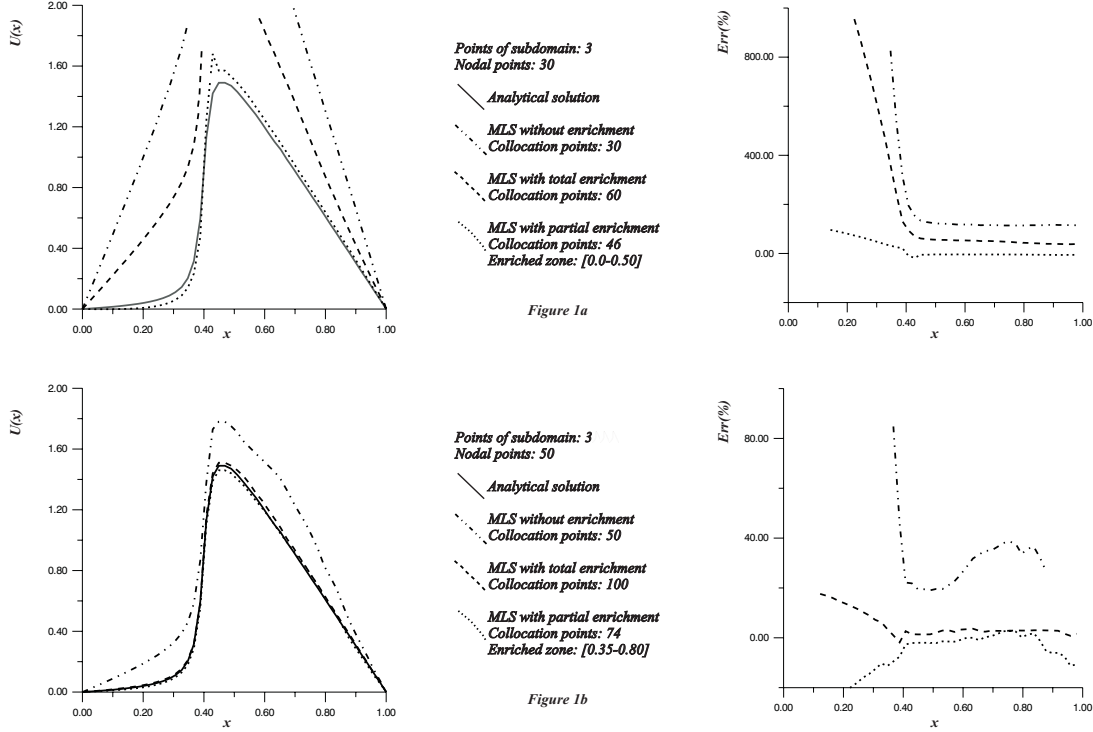 U(x)
2.00
1.60
1.20
0.80
0.40
0.00
0.00 0.20 0.40 0.60 0.80 1.00
x
Points of subdomain: 3
Nodal points: 30
Analytical solution
MLS without enrichment
Collocation points: 30
MLS with total enrichment
Collocation points: 60
MLS with partial enrichment
Collocation points: 46
Enriched zone: [0.0-0.50]
Figure 1a
Err(%)
800.00
400.00
0.00
0.00 0.20 0.40 0.60 0.80 1.00
x
U(x)
2.00
1.60
1.20
0.80
0.40
0.00
0.00 0.20 0.40 0.60 0.80 1.00
x
Points of subdomain: 3
Nodal points: 50
Analytical solution
MLS without enrichment
Collocation points: 50
MLS with total enrichment
Collocation points: 100
MLS with partial enrichment
Collocation points: 74
Enriched zone: [0.35-0.80]
Figure 1b
Err(%)
80.00
40.00
0.00
0.00 0.20 0.40 0.60 0.80 1.00
x